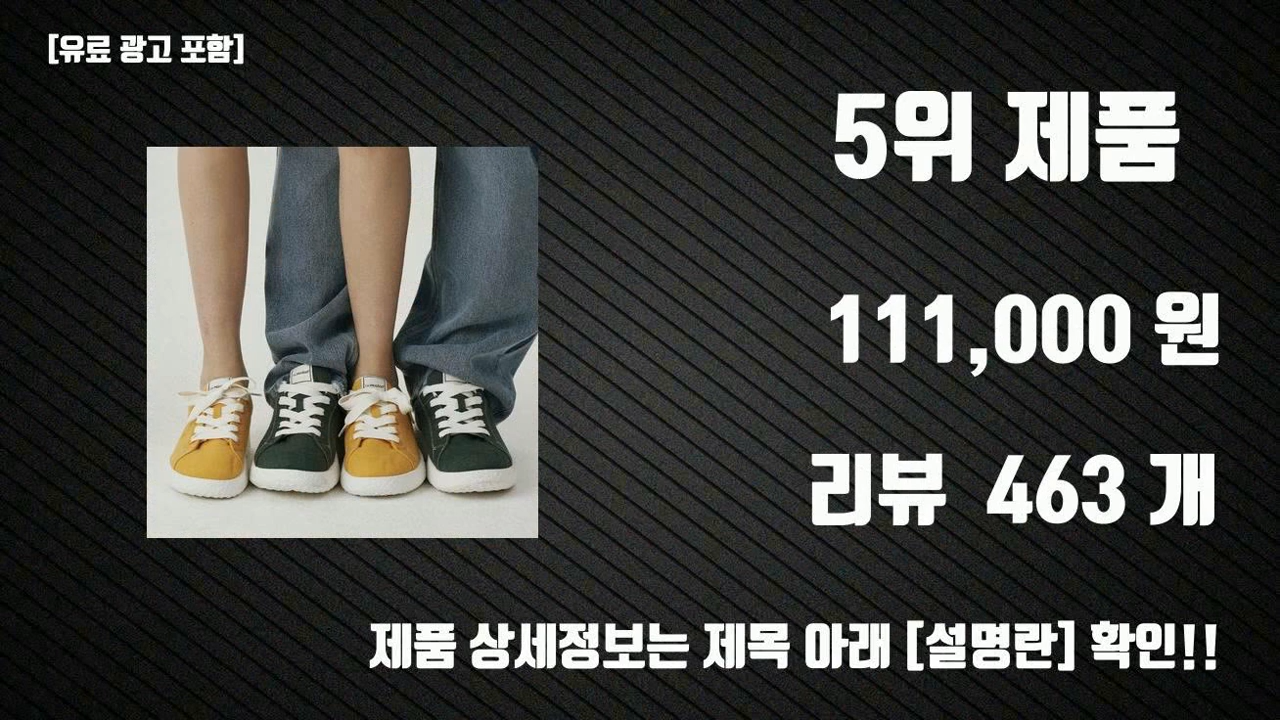 [유료 광고 포함]
5위 제품
111,000 원
리뷰 463 개
제품 상세정보는 제목 아래 [설명란] 확인!!